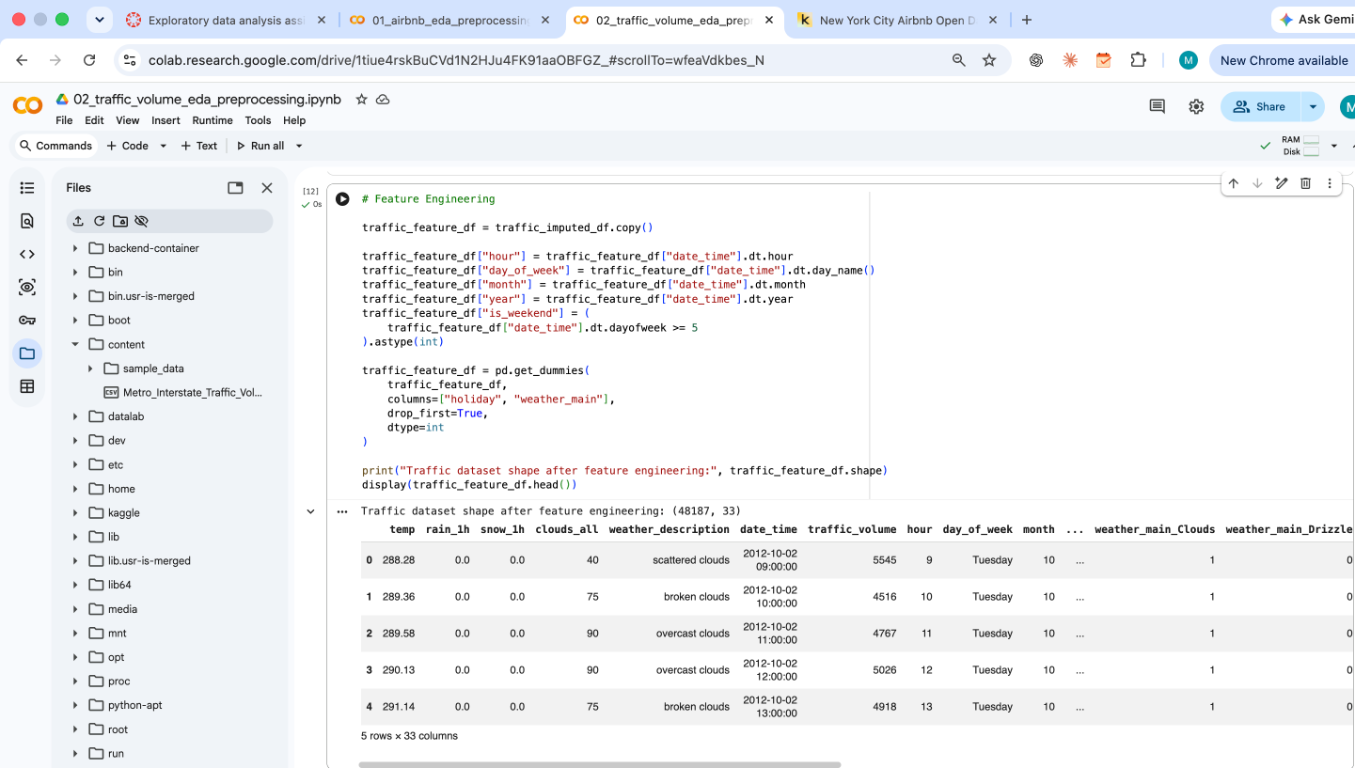 Exploratory data analysis assi
01_airbnb_eda_preprocessing
02_traffic_volume_eda_prepr
New York City Airbnb Open D
Ask Gemi
colab.research.google.com/drive/1tiue4rskBuCVd1N2HJu4FK91aaOBFGZ_#scrollTo=wfeaVdkbes_N
M
New Chrome available
02_traffic_volume_eda_preprocessing.ipynb
File Edit View Insert Runtime Tools Help
Share
M
Commands + Code + Text Run all
RAM
Disk
Files
backend-container
bin
bin.usr-is-merged
boot
content
sample_data
CSV Metro_Interstate_Traffic_Vol...
datalab
dev
etc
home
kaggle
lib
lib.usr-is-merged
lib64
media
mnt
opt
proc
python-apt
root
run
[12]
0s
# Feature Engineering
traffic_feature_df = traffic_imputed_df.copy()
traffic_feature_df["hour"] = traffic_feature_df["date_time"].dt.hour
traffic_feature_df["day_of_week"] = traffic_feature_df["date_time"].dt.day_name()
traffic_feature_df["month"] = traffic_feature_df["date_time"].dt.month
traffic_feature_df["year"] = traffic_feature_df["date_time"].dt.year
traffic_feature_df["is_weekend"] = (
    traffic_feature_df["date_time"].dt.dayofweek >= 5
).astype(int)
traffic_feature_df = pd.get_dummies(
    traffic_feature_df,
    columns=["holiday", "weather_main"],
    drop_first=True,
    dtype=int
)
print("Traffic dataset shape after feature engineering:", traffic_feature_df.shape)
display(traffic_feature_df.head())
... Traffic dataset shape after feature engineering: (48187, 33)
temp rain_1h snow_1h clouds_all weather_description date_time traffic_volume hour day_of_week month ... weather_main_Clouds weather_main_Drizzle
0 288.28 0.0 0.0 40 scattered clouds 2012-10-02 09:00:00 5545 9 Tuesday 10 ... 1 0
1 289.36 0.0 0.0 75 broken clouds 2012-10-02 10:00:00 4516 10 Tuesday 10 ... 1 0
2 289.58 0.0 0.0 90 overcast clouds 2012-10-02 11:00:00 4767 11 Tuesday 10 ... 1 0
3 290.13 0.0 0.0 90 overcast clouds 2012-10-02 12:00:00 5026 12 Tuesday 10 ... 1 0
4 291.14 0.0 0.0 75 broken clouds 2012-10-02 13:00:00 4918 13 Tuesday 10 ... 1 0
5 rows × 33 columns